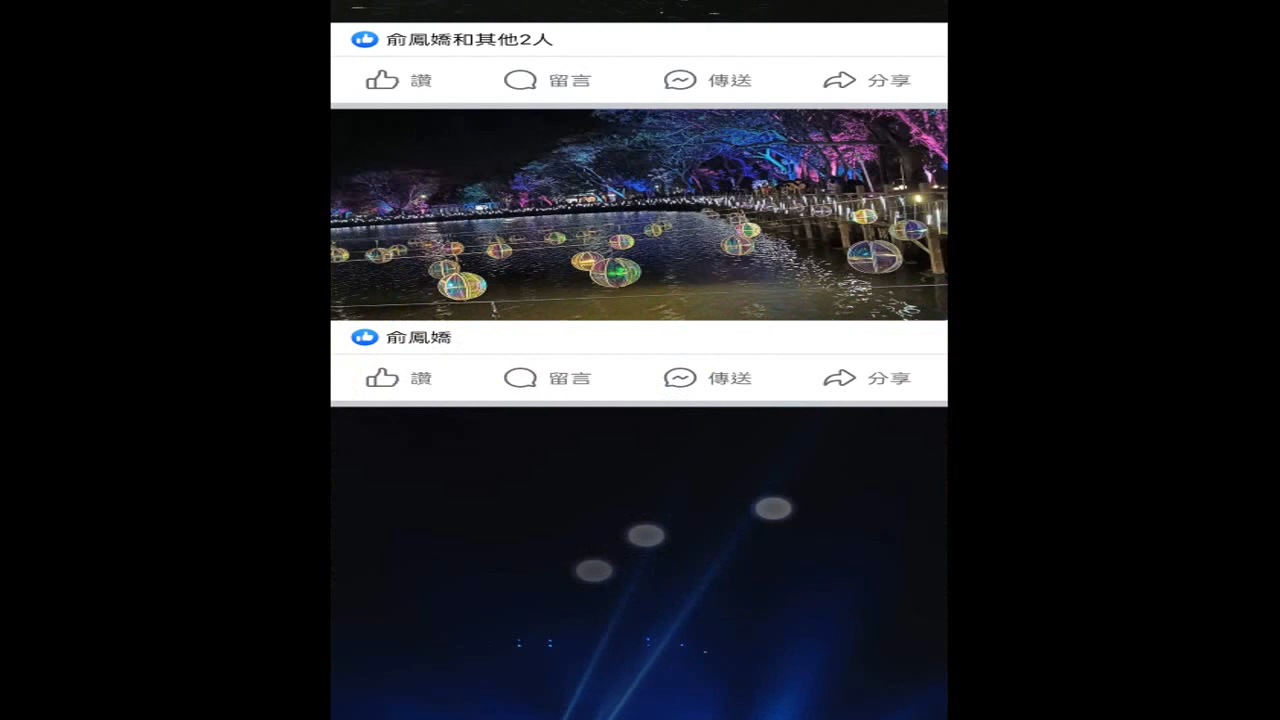 俞鳳嬌和其他2人
讚 留言 傳送 分享
俞鳳嬌
讚 留言 傳送 分享